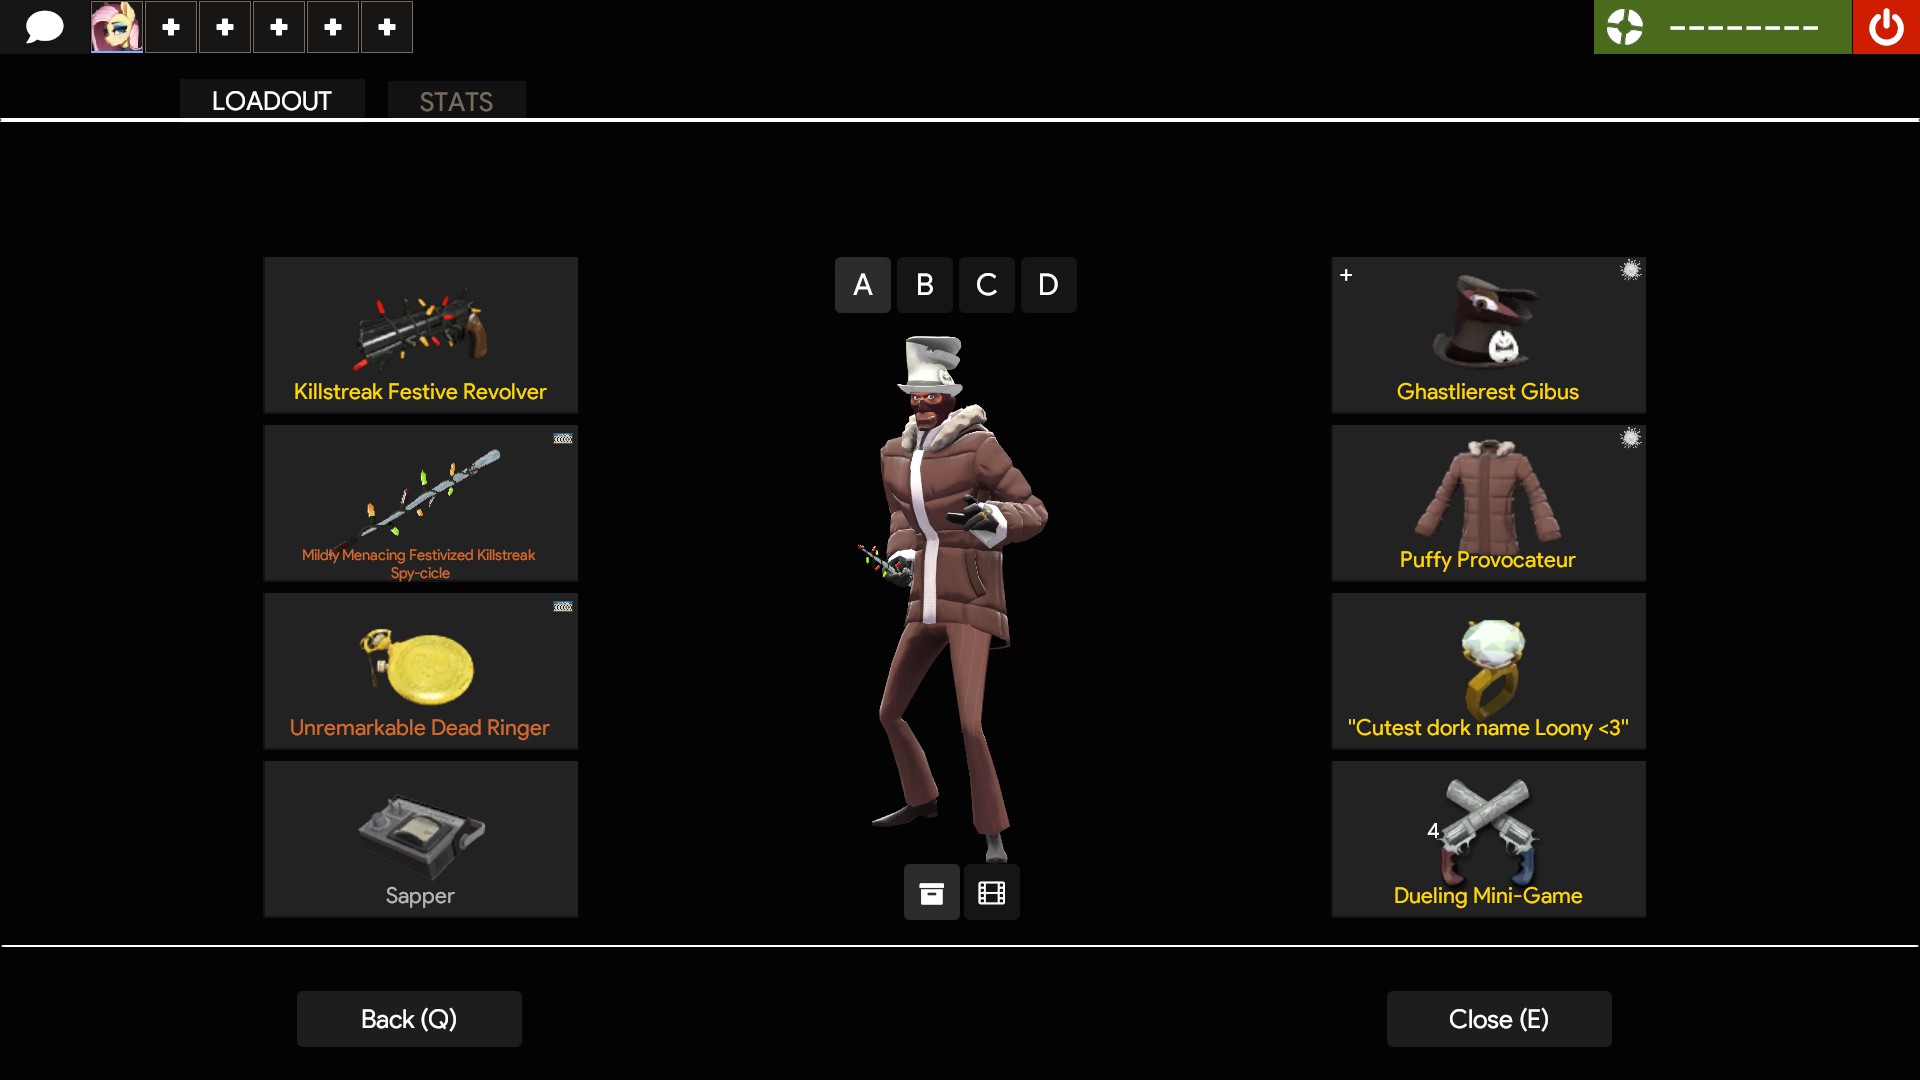 LOADOUT
STATS
A B C D
Killstreak Festive Revolver
Mildly Menacing Festivized Killstreak
Spy-cicle
Unremarkable Dead Ringer
Sapper
+
Ghastlierest Gibus
Puffy Provocateur
"Cutest dork name Loony <3"
4
Dueling Mini-Game
Back (Q)
Close (E)